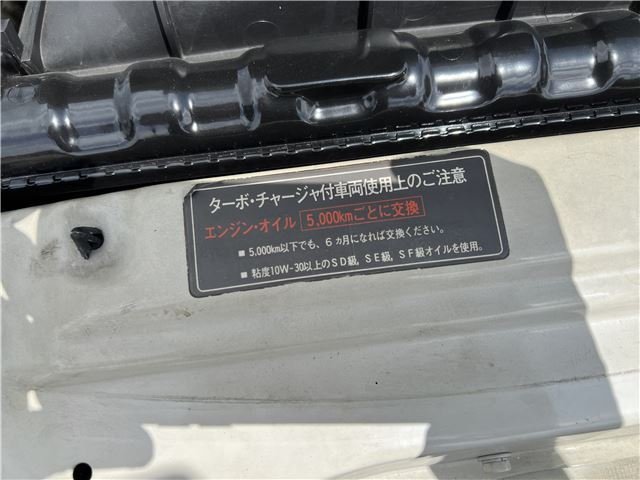 ターボ・チャージャ付車両使用上のご注意
エンジン・オイル 5,000kmごとに交換
■ 5,000km以下でも、6ヵ月になれば交換ください。
■ 粘度10W-30以上のSD級, SE級, SF級オイルを使用。